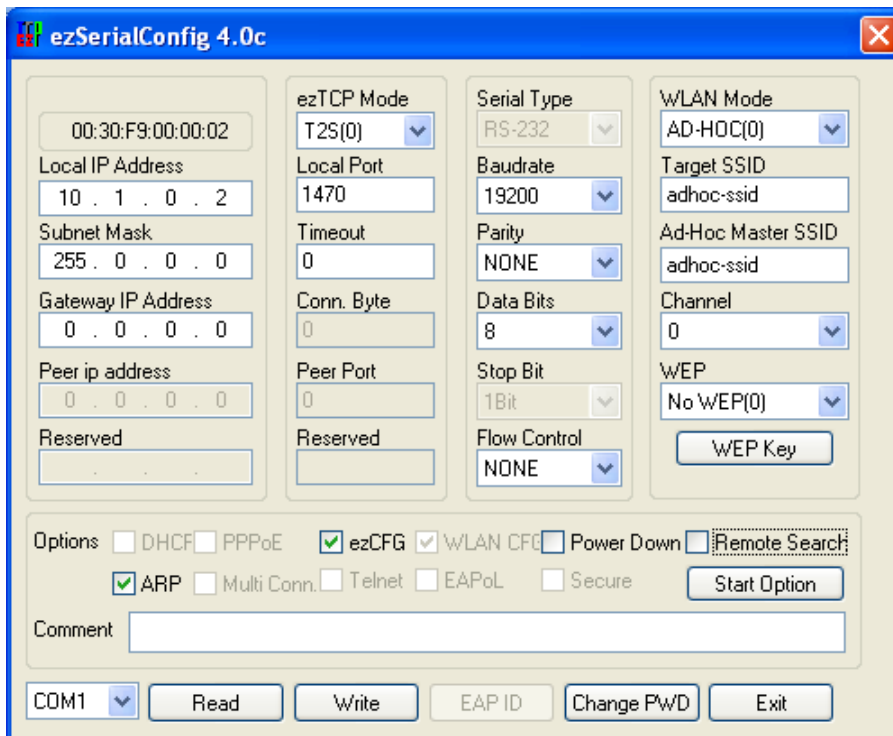 TCP
EZ
ezSerialConfig 4.0c
00:30:F9:00:00:02
Local IP Address
10 . 1 . 0 . 2
Subnet Mask
255 . 0 . 0 . 0
Gateway IP Address
0 . 0 . 0 . 0
Peer ip address
0 . 0 . 0 . 0
Reserved
. . .
ezTCP Mode
T2S(0)
Local Port
1470
Timeout
0
Conn. Byte
0
Peer Port
0
Reserved
Serial Type
RS-232
Baudrate
19200
Parity
NONE
Data Bits
8
Stop Bit
1Bit
Flow Control
NONE
WLAN Mode
AD-HOC(0)
Target SSID
adhoc-ssid
Ad-Hoc Master SSID
adhoc-ssid
Channel
0
WEP
No WEP(0)
WEP Key
Options DHCP PPPoE ezCFG WLAN CFG Power Down Remote Search
ARP Multi Conn. Telnet EAPoL Secure Start Option
Comment
COM1 Read Write EAP ID Change PWD Exit